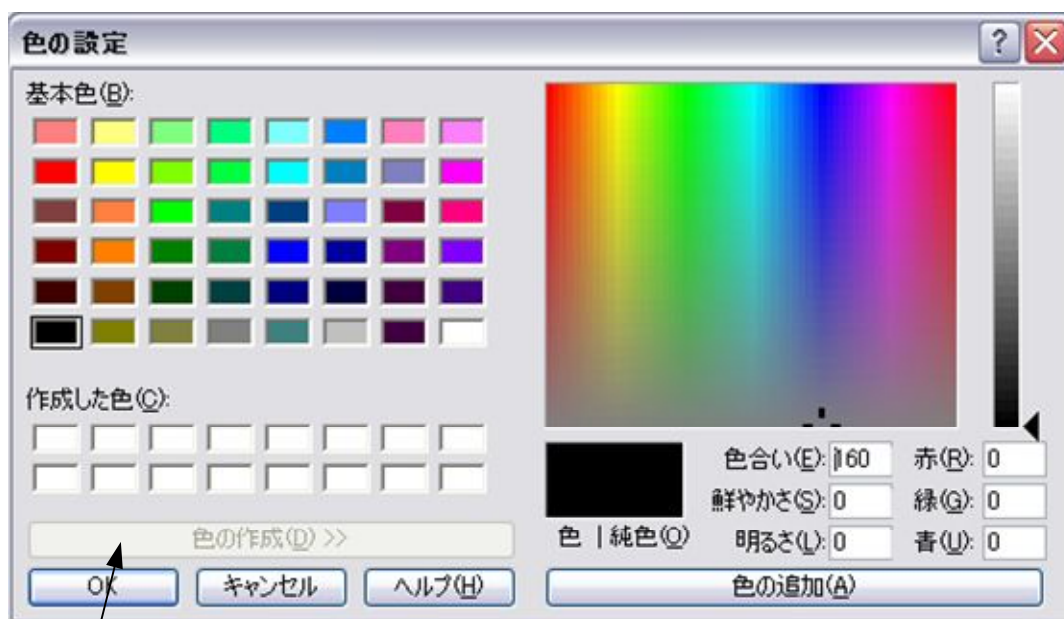 色の設定
基本色(B):
作成した色(C):
色の作成(D) >>
OK
キャンセル
ヘルプ(H)
色 | 純色(O)
色合い(E): 160
鮮やかさ(S): 0
明るさ(L): 0
赤(R): 0
緑(G): 0
青(U): 0
色の追加(A)